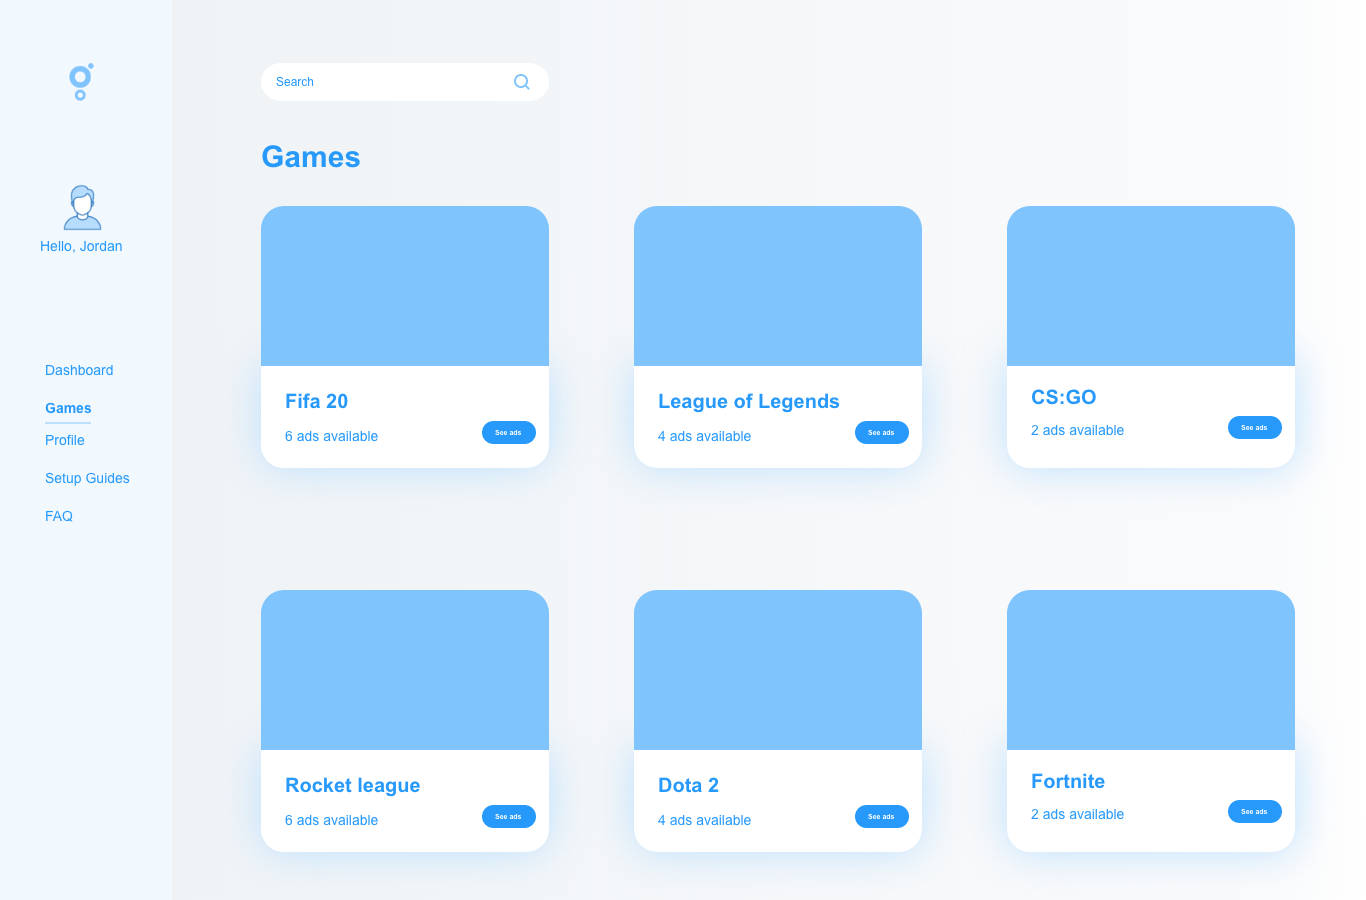 Search
Games
Hello, Jordan
Dashboard
Games
Profile
Setup Guides
FAQ
Fifa 20
6 ads available
See ads
League of Legends
4 ads available
See ads
CS:GO
2 ads available
See ads
Rocket league
6 ads available
See ads
Dota 2
4 ads available
See ads
Fortnite
2 ads available
See ads